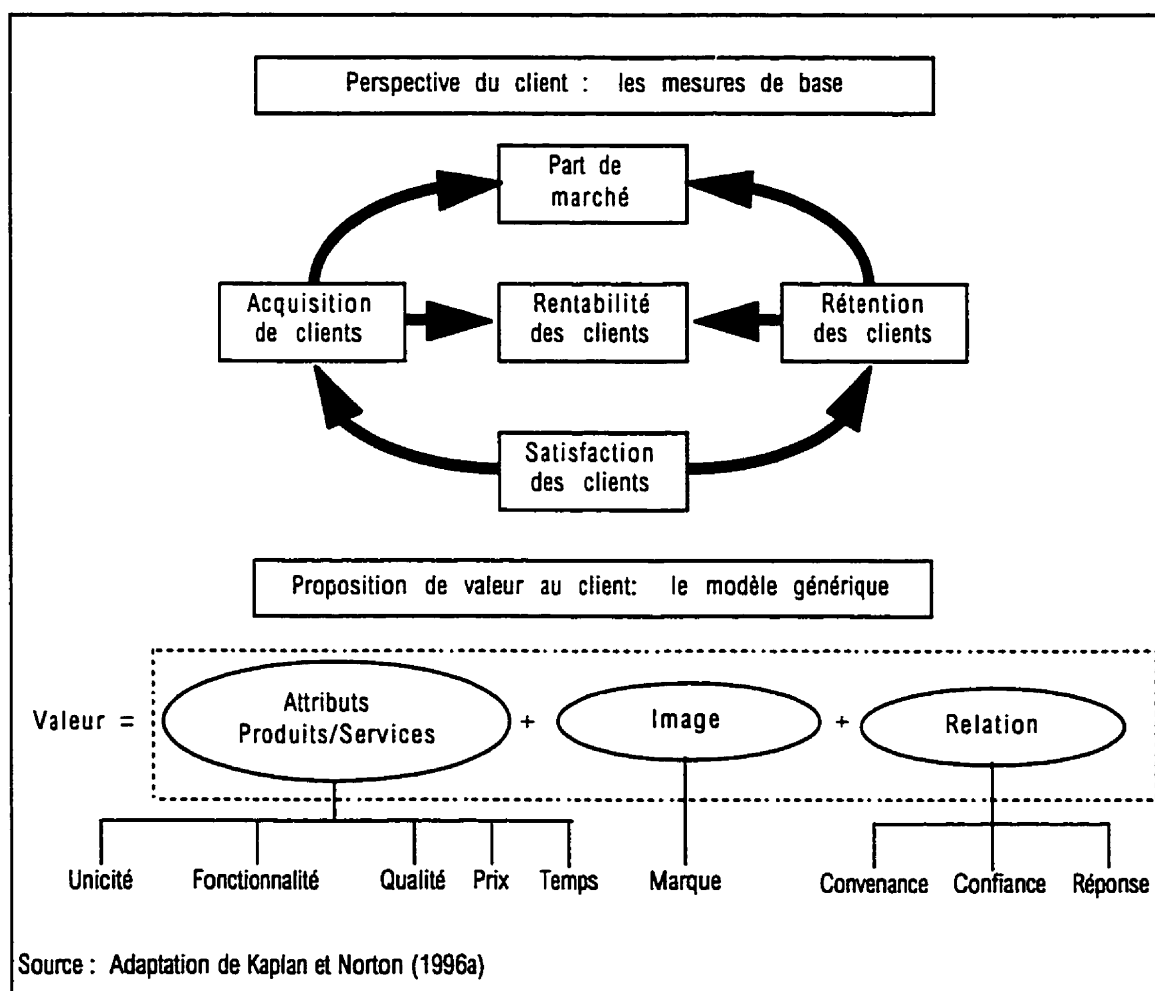 Perspective du client : les mesures de base
Part de
marché
Acquisition
de clients
Rentabilité
des clients
Rétention
des clients
Satisfaction
des clients
Proposition de valeur au client: le modèle générique
Valeur =
Attributs
Produits/Services
+
Image
+
Relation
Unicité
Fonctionnalité
Qualité
Prix
Temps
Marque
Convenance
Confiance
Réponse
Source : Adaptation de Kaplan et Norton (1996a)